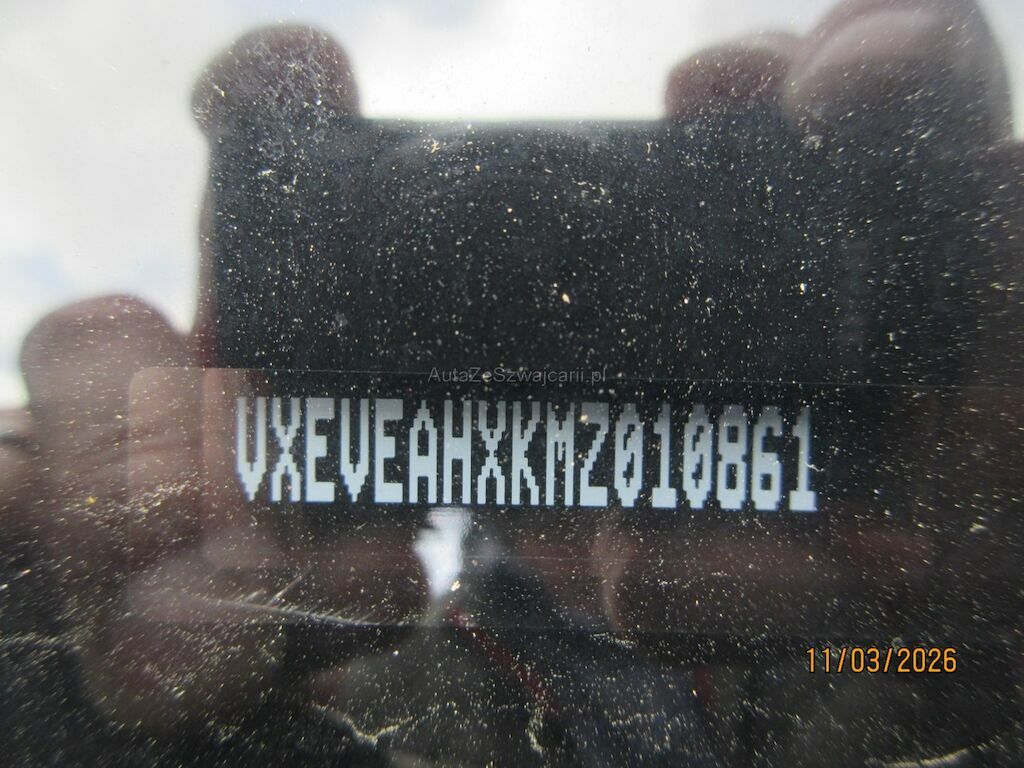 AutaZeSzwajcarii.pl
VXEVEAHXKMZ010861
11/03/2026